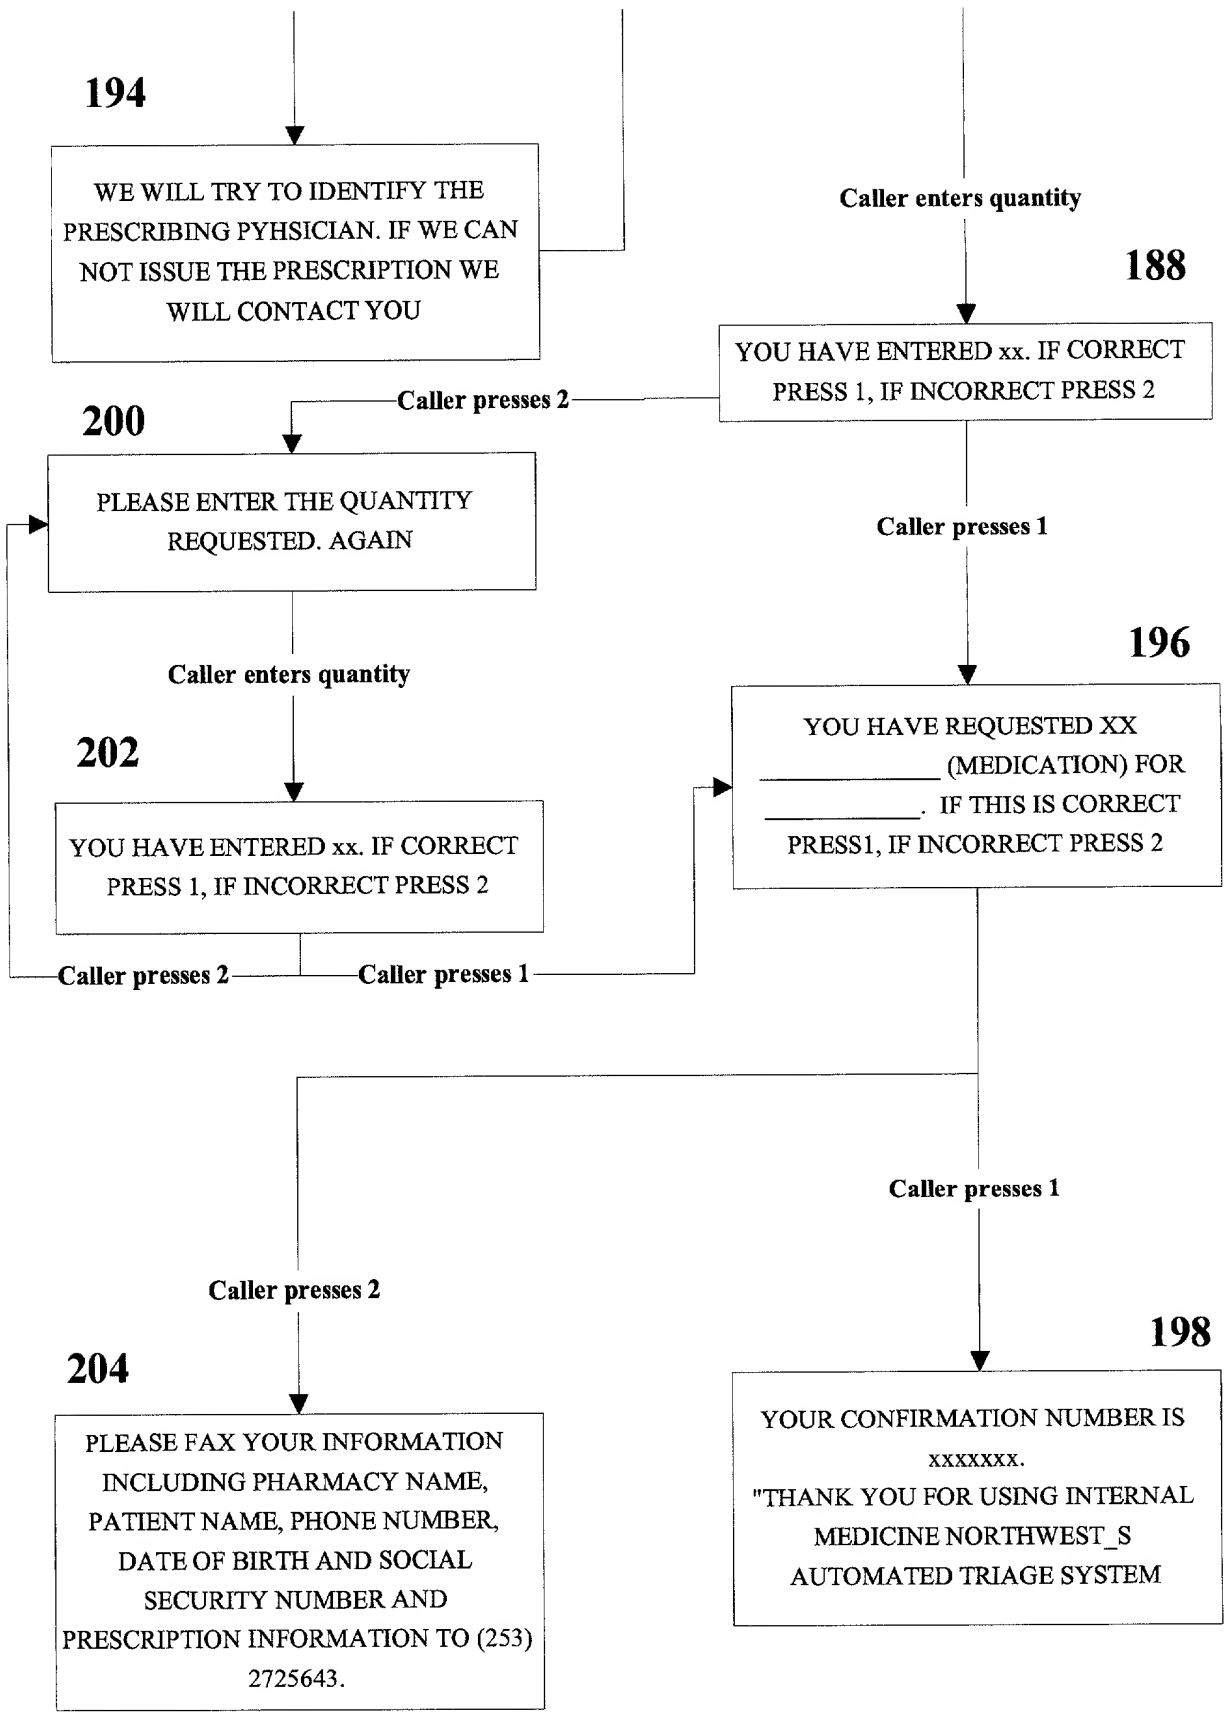 194
WE WILL TRY TO IDENTIFY THE
PRESCRIBING PYHSICIAN. IF WE CAN
NOT ISSUE THE PRESCRIPTION WE
WILL CONTACT YOU
Caller enters quantity
188
YOU HAVE ENTERED xx. IF CORRECT
PRESS 1, IF INCORRECT PRESS 2
Caller presses 2
200
PLEASE ENTER THE QUANTITY
REQUESTED. AGAIN
Caller presses 1
Caller enters quantity
196
YOU HAVE REQUESTED XX
______________ (MEDICATION) FOR
____________. IF THIS IS CORRECT
PRESS1, IF INCORRECT PRESS 2
202
YOU HAVE ENTERED xx. IF CORRECT
PRESS 1, IF INCORRECT PRESS 2
Caller presses 2
Caller presses 1
Caller presses 1
Caller presses 2
204
PLEASE FAX YOUR INFORMATION
INCLUDING PHARMACY NAME,
PATIENT NAME, PHONE NUMBER,
DATE OF BIRTH AND SOCIAL
SECURITY NUMBER AND
PRESCRIPTION INFORMATION TO (253)
2725643.
198
YOUR CONFIRMATION NUMBER IS
xxxxxxx.
"THANK YOU FOR USING INTERNAL
MEDICINE NORTHWEST_S
AUTOMATED TRIAGE SYSTEM